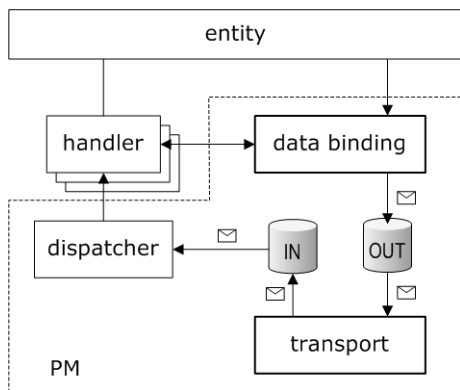 entity
handler
data binding
dispatcher
IN
OUT
transport
PM